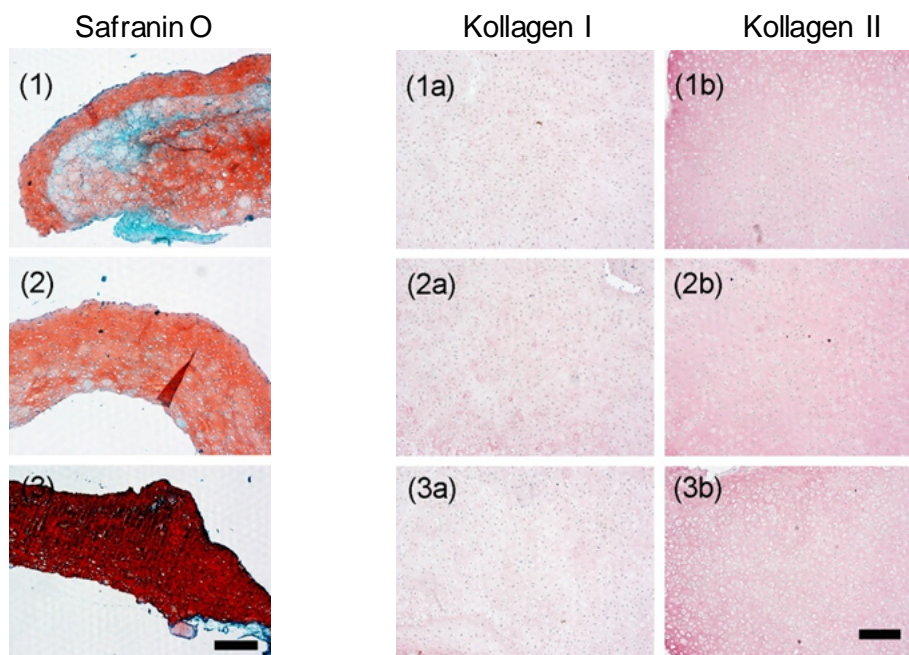 Safranin O Kollagen I Kollagen II
(1) (1a) (1b)
(2) (2a) (2b)
(3) (3a) (3b)